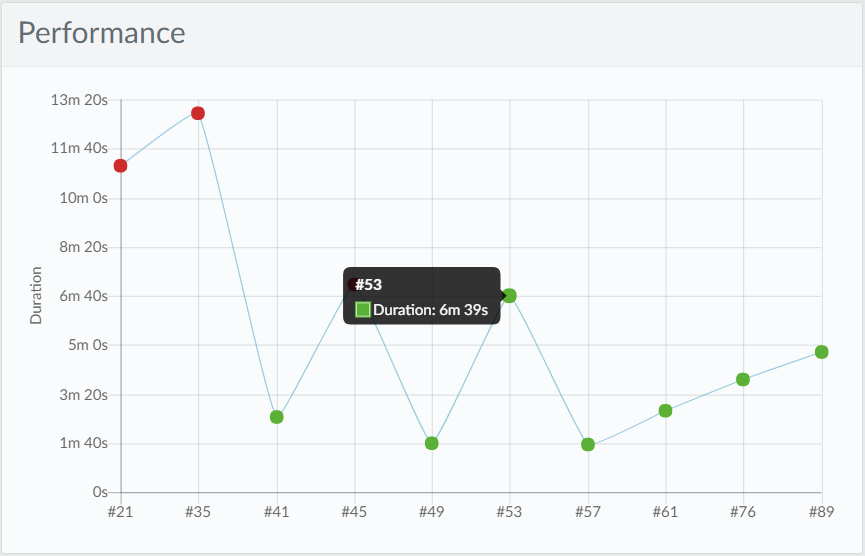 Performance
13m 20s
11m 40s
10m 0s
8m 20s
6m 40s
5m 0s
3m 20s
1m 40s
0s
Duration
#53
Duration: 6m 39s
#21 #35 #41 #45 #49 #53 #57 #61 #76 #89